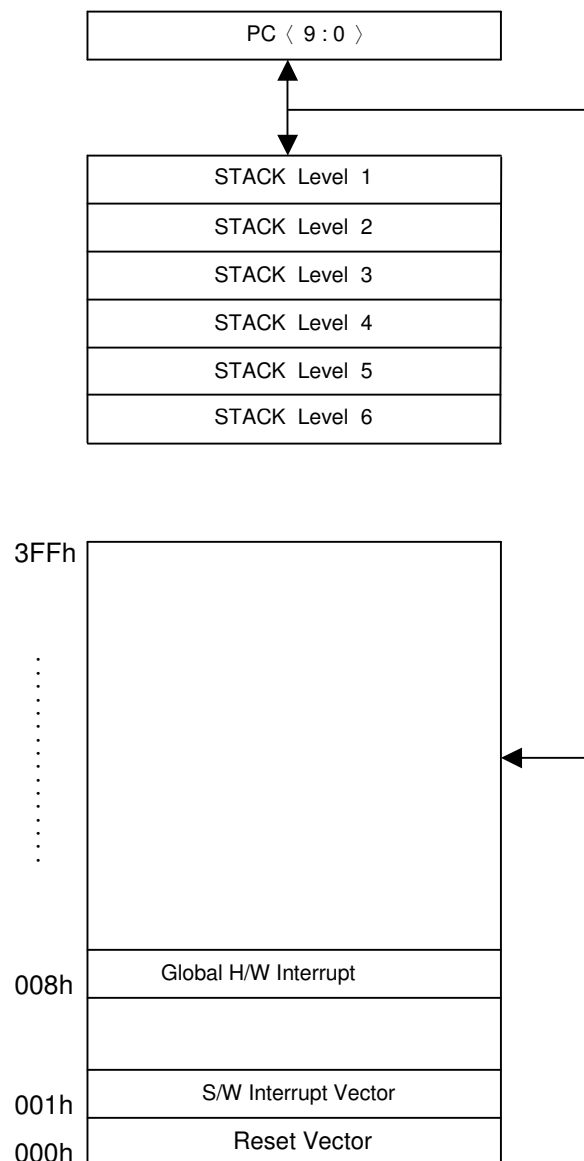 PC〈 9 : 0 〉
STACK Level 1
STACK Level 2
STACK Level 3
STACK Level 4
STACK Level 5
STACK Level 6
3FFh
008h
Global H/W Interrupt
001h
S/W Interrupt Vector
000h
Reset Vector